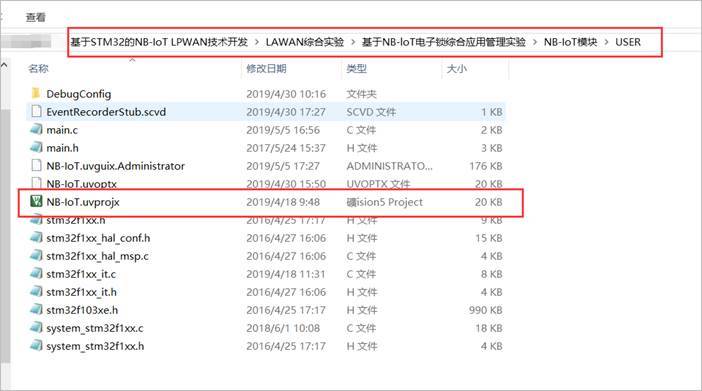 查看
基于STM32的NB-IoT LPWAN技术开发 > LAWAN综合实验 > 基于NB-IoT电子锁综合应用管理实验 > NB-IoT模块 > USER
名称 修改日期 类型 大小
DebugConfig 2019/4/30 10:16 文件夹
EventRecorderStub.scvd 2019/4/30 17:27 SCVD 文件 1 KB
main.c 2019/5/5 16:56 C 文件 2 KB
main.h 2017/5/24 15:37 H 文件 3 KB
NB-IoT.uvguix.Administrator 2019/5/5 17:27 ADMINISTRATO... 176 KB
NB-IoT.uvoptx 2019/4/30 15:50 UVOPTX 文件 20 KB
NB-IoT.uvprojx 2019/4/18 9:48 礦ision5 Project 20 KB
stm32f1xx.h 2016/4/25 17:17 H 文件 9 KB
stm32f1xx_hal_conf.h 2016/4/27 16:06 H 文件 15 KB
stm32f1xx_hal_msp.c 2016/4/27 16:06 C 文件 4 KB
stm32f1xx_it.c 2019/4/18 11:31 C 文件 8 KB
stm32f1xx_it.h 2016/4/27 16:06 H 文件 4 KB
stm32f103xe.h 2016/4/25 17:17 H 文件 990 KB
system_stm32f1xx.c 2018/6/1 10:08 C 文件 18 KB
system_stm32f1xx.h 2016/4/25 17:17 H 文件 4 KB